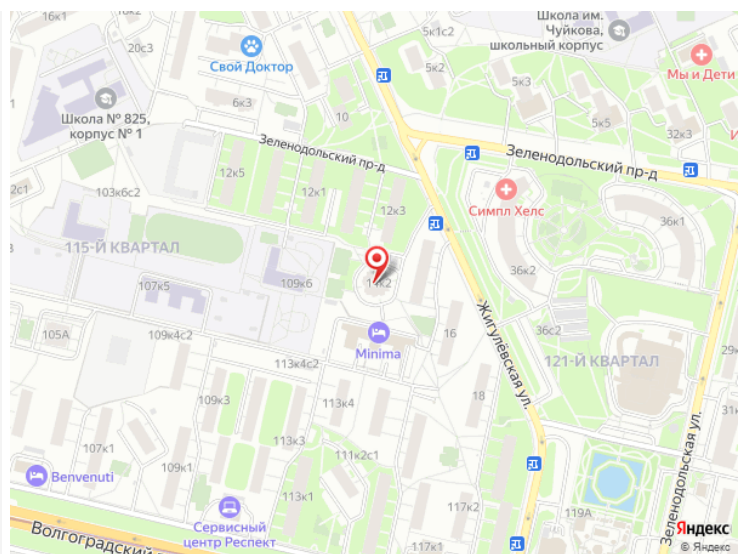 16к1
20с3
Свой Доктор
Школа № 825,
корпус № 1
6к3
10
5к1с2
Школа им.
Чуйкова,
школьный корпус
5к2
3к5
5к5
Мы и Дети
32к3
Зеленодольский пр-д
Зеленодольский пр-д
103к6с2
12к5
12к1
12к3
Симпл Хелс
36к1
36к2
115-Й КВАРТАЛ
107к5
109к6
105А
109к4с2
113к4с2
Minima
16
Жигулёвская ул.
36с2
121-Й КВАРТАЛ
109к3
113к4
18
107к1
109к1
113к3
111к2с1
Benvenuti
113к1
117к2
Сервисный
центр Респект
117к1
119А
Зеленодольская ул.
Волгоградский
Яндекс
© Яндекс